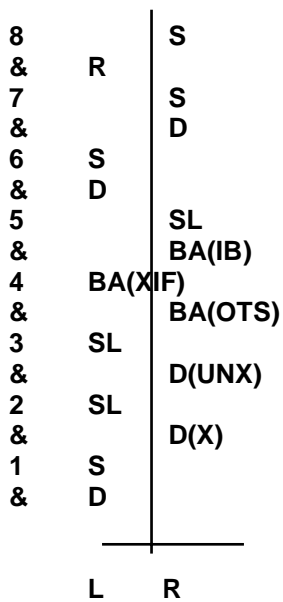 8 S
& R
7 S
& D
6 S
& D
5 SL
& BA(IB)
4 BA(XIF)
& BA(OTS)
3 SL
& D(UNX)
2 SL
& D(X)
1 S
& D
L R